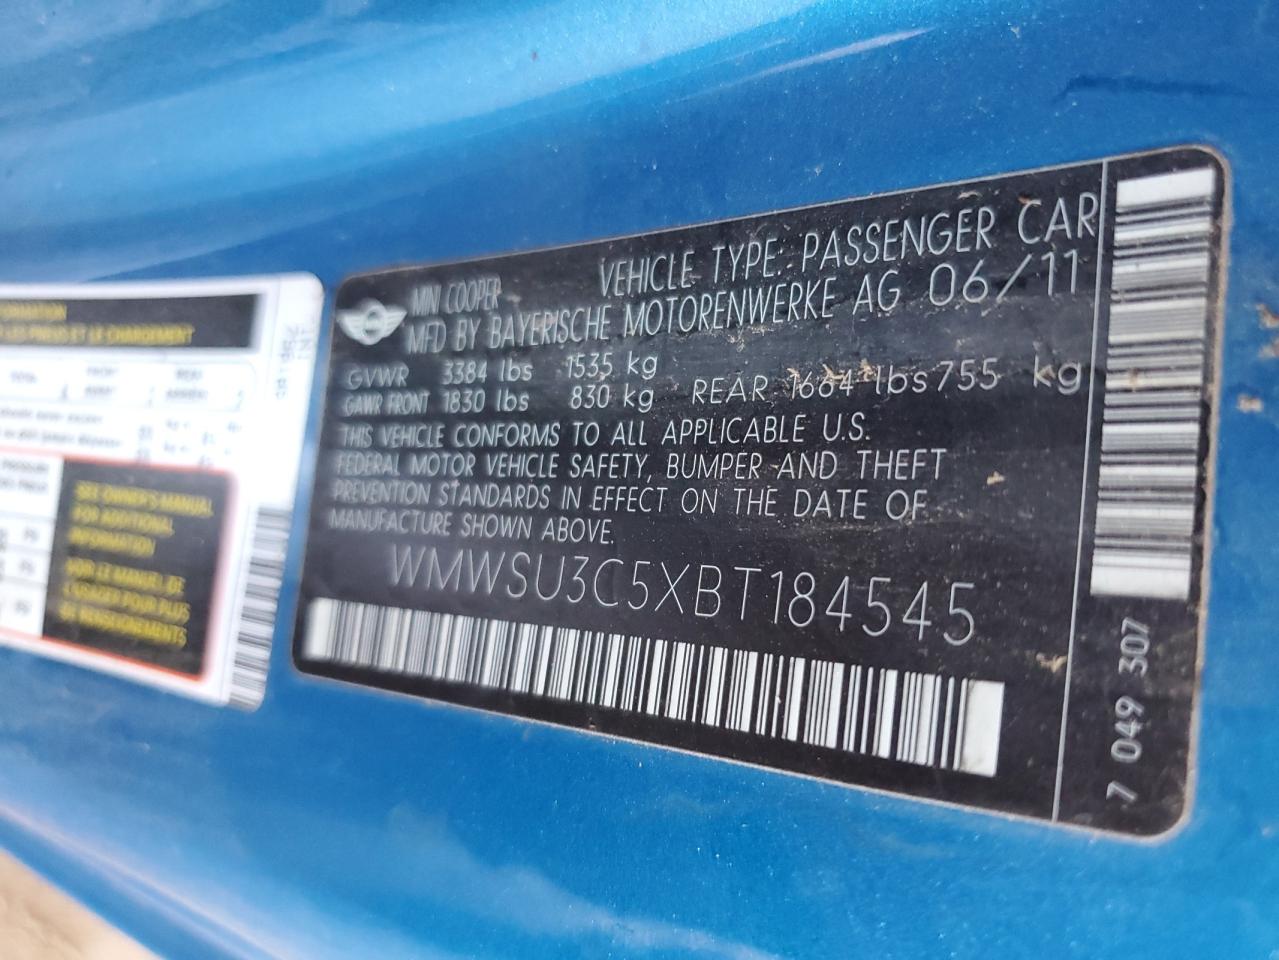 MINI COOPER
VEHICLE TYPE: PASSENGER CAR
MFD BY BAYERISCHE MOTORENWERKE AG 06/11
GVWR 3384 lbs 1535 kg
GAWR FRONT 1830 lbs 830 kg REAR 1664 lbs 755 kg
THIS VEHICLE CONFORMS TO ALL APPLICABLE U.S.
FEDERAL MOTOR VEHICLE SAFETY, BUMPER AND THEFT
PREVENTION STANDARDS IN EFFECT ON THE DATE OF
MANUFACTURE SHOWN ABOVE.
WMWSU3C5XBT184545
7 049 307
SEE OWNER'S MANUAL
FOR ADDITIONAL
INFORMATION
VOIR LE MANUEL DE
L'USAGER POUR PLUS
DE RENSEIGNEMENTS